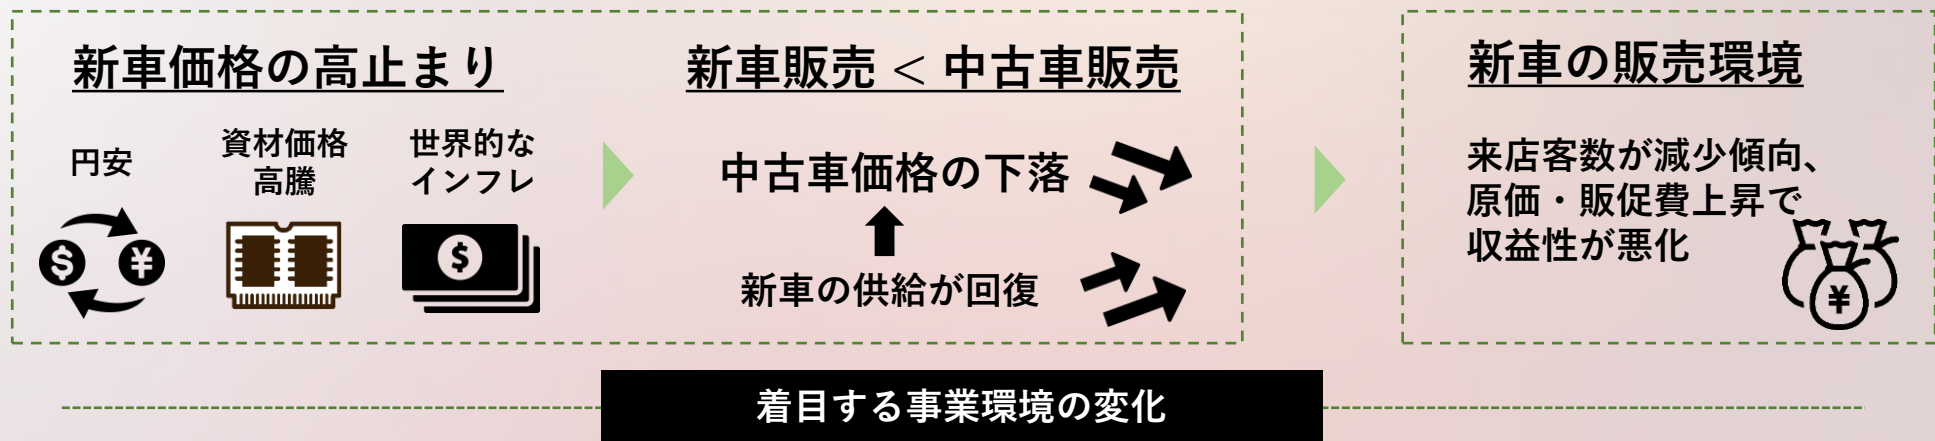 新車価格の高止まり
円安
資材価格
高騰
世界的な
インフレ
$
¥
$
新車販売 < 中古車販売
中古車価格の下落
新車の供給が回復
新車の販売環境
来店客数が減少傾向、
原価・販促費上昇で
収益性が悪化
¥
着目する事業環境の変化